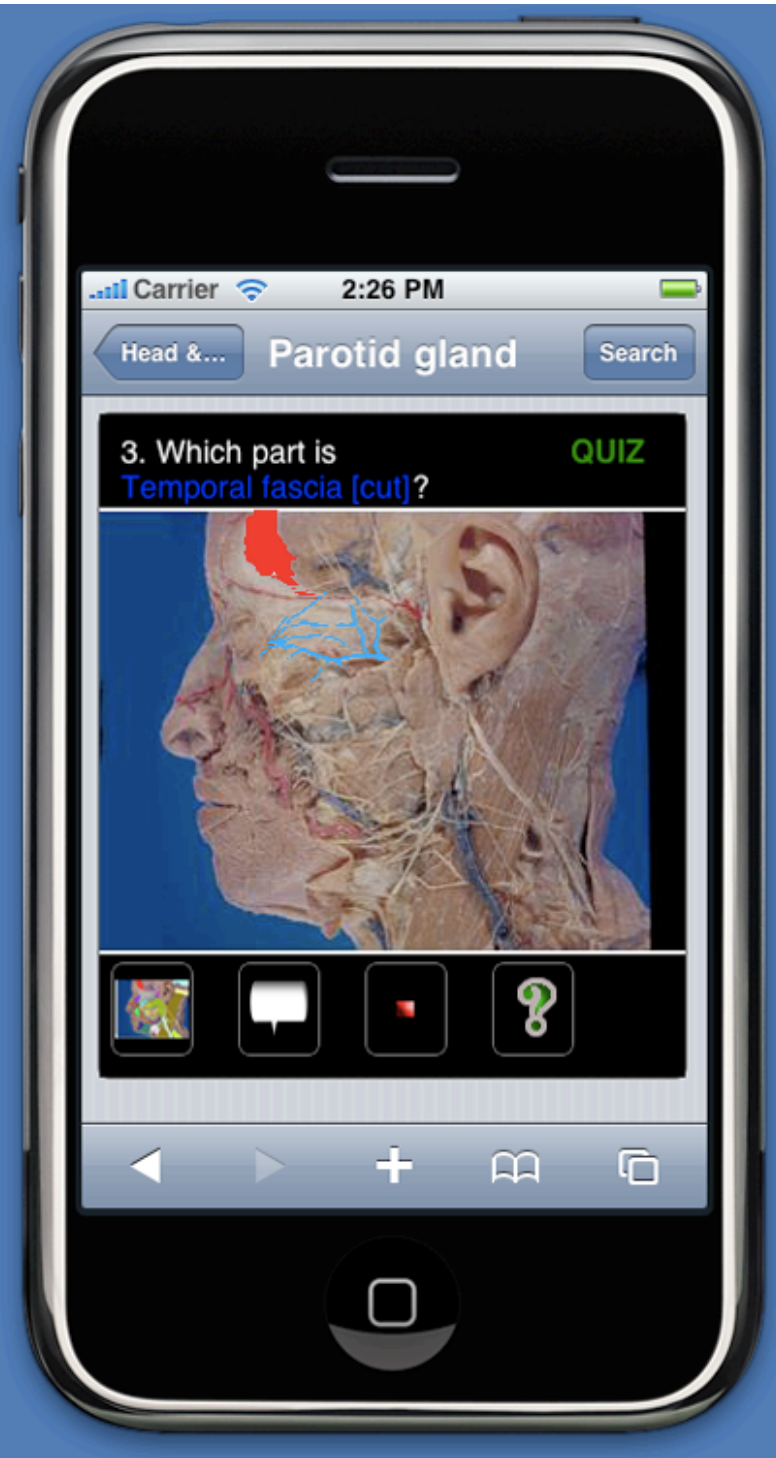 Carrier 2:26 PM
Head &... Parotid gland Search
3. Which part is QUIZ
Temporal fascia [cut]?